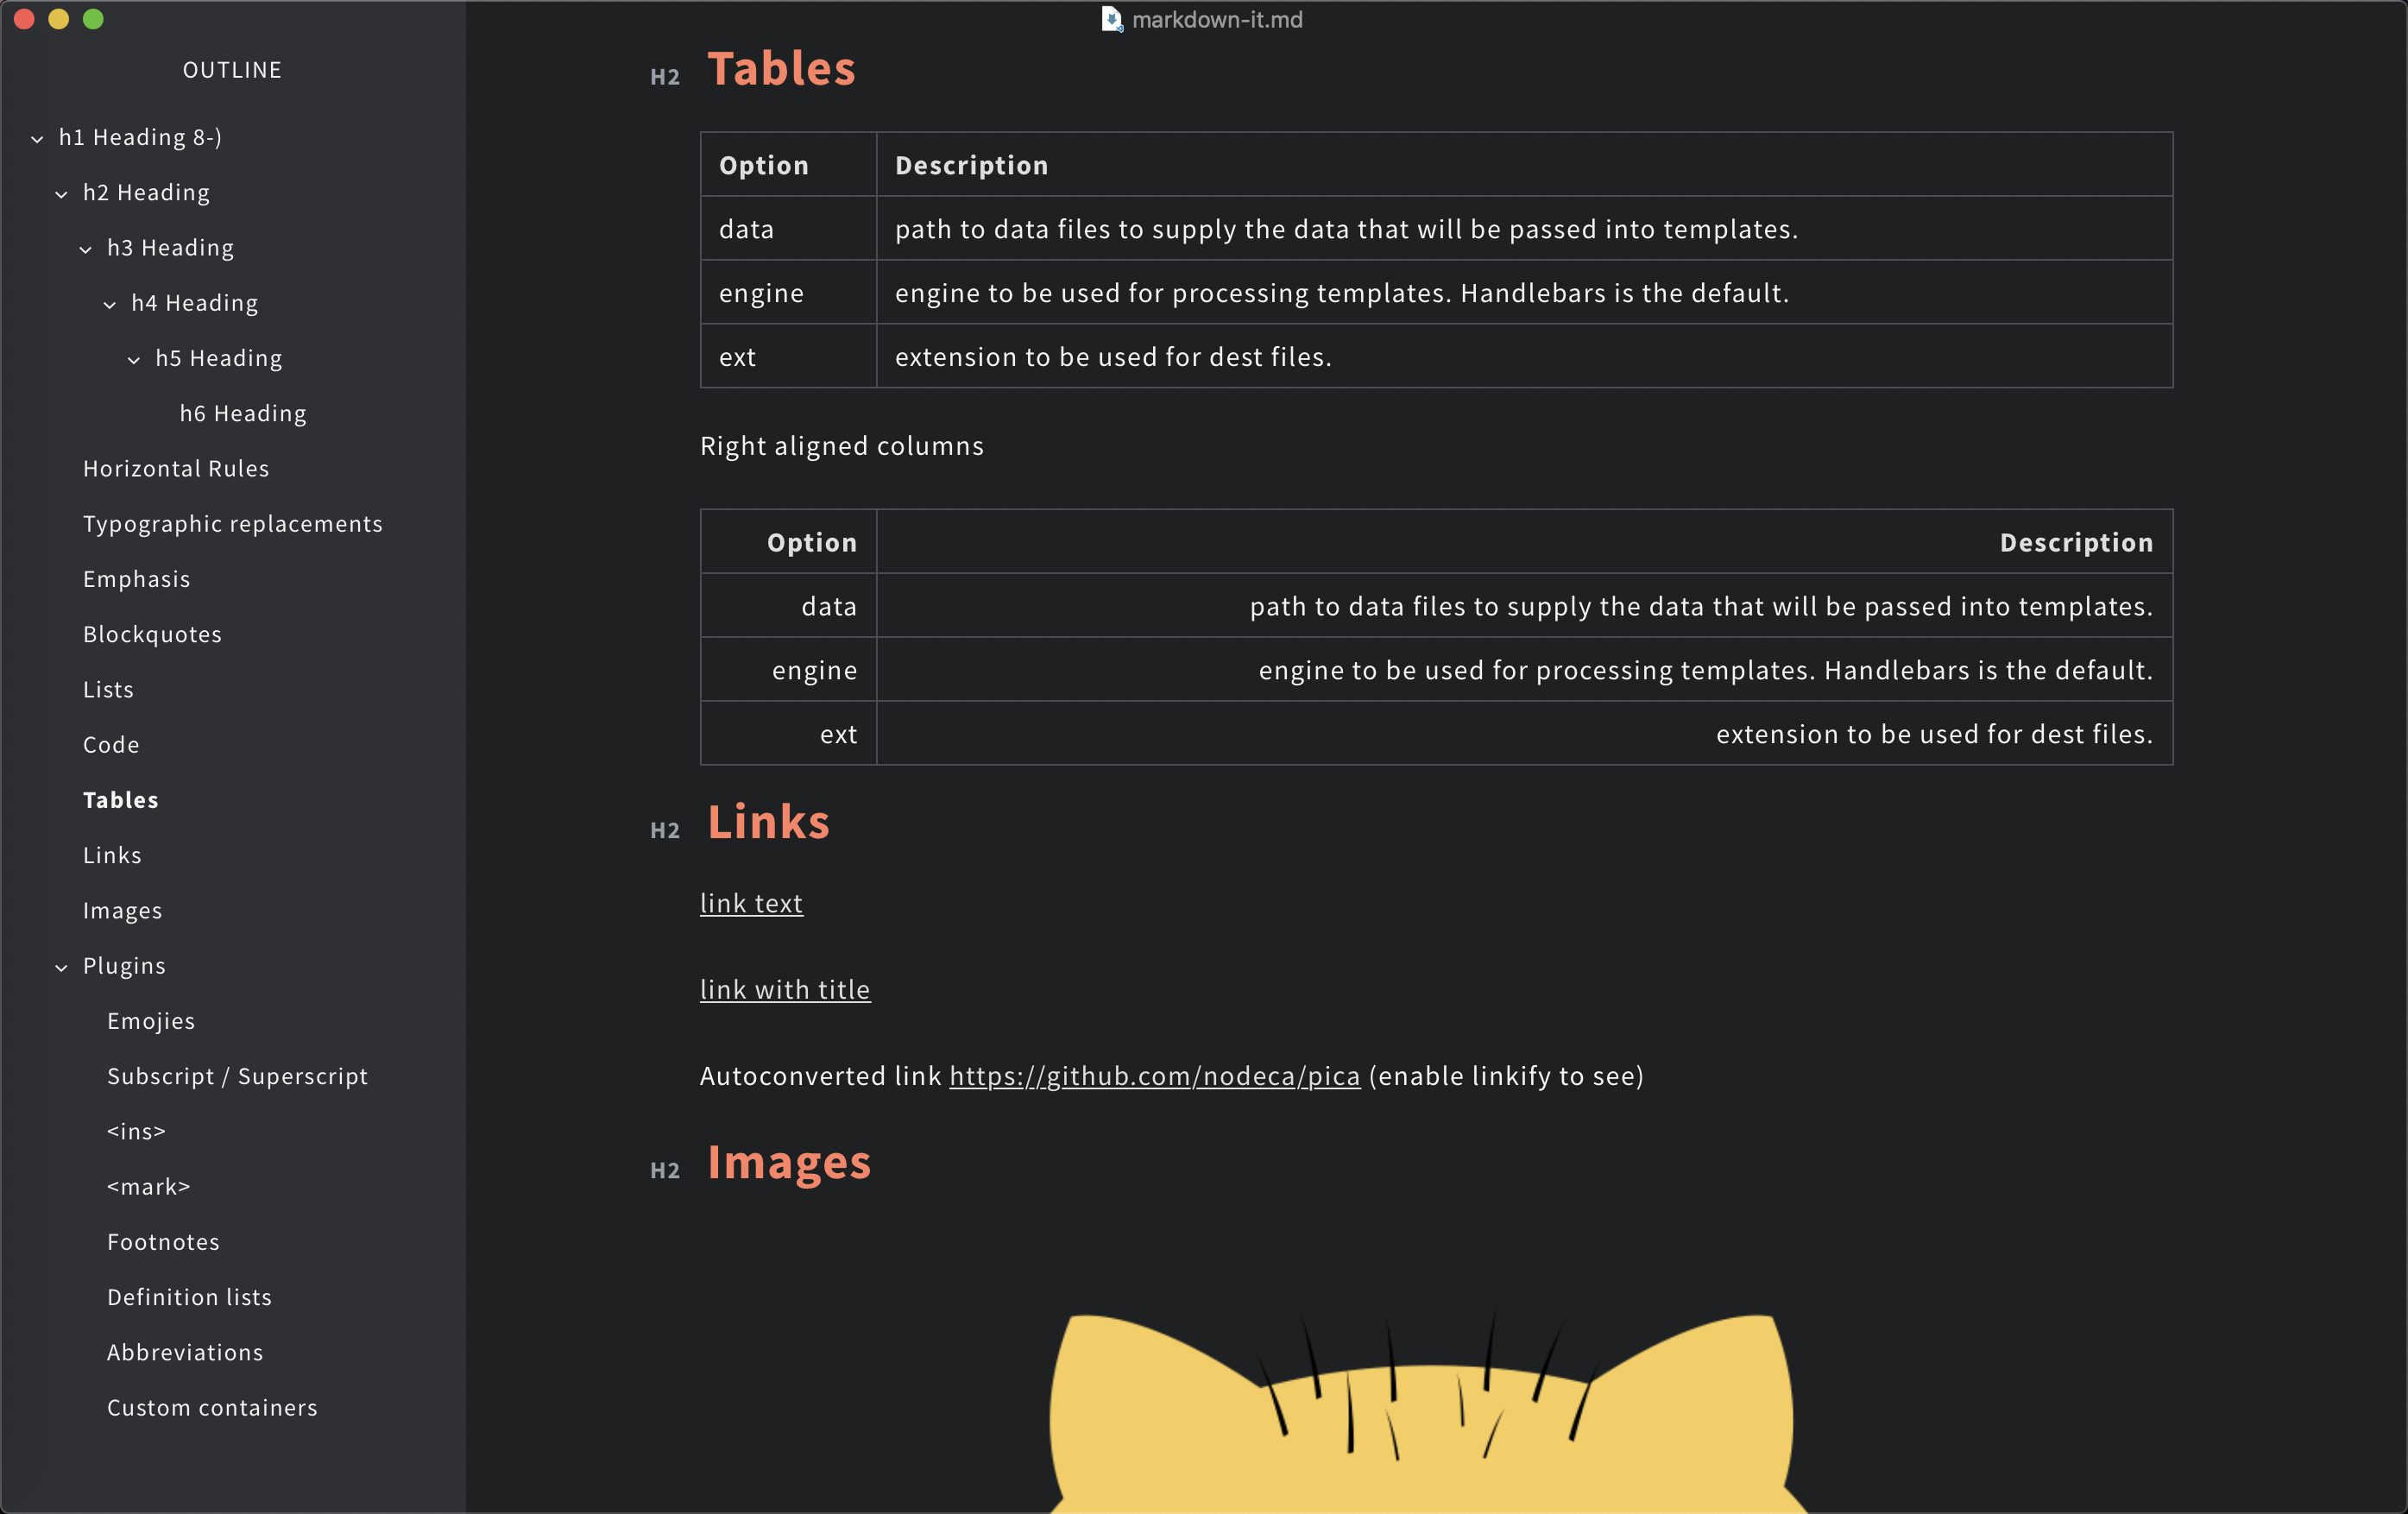 markdown-it.md
OUTLINE
h1 Heading 8-)
h2 Heading
h3 Heading
h4 Heading
h5 Heading
h6 Heading
Horizontal Rules
Typographic replacements
Emphasis
Blockquotes
Lists
Code
Tables
Links
Images
Plugins
Emojies
Subscript / Superscript
<ins>
<mark>
Footnotes
Definition lists
Abbreviations
Custom containers
H2 Tables
Option Description
data path to data files to supply the data that will be passed into templates.
engine engine to be used for processing templates. Handlebars is the default.
ext extension to be used for dest files.
Right aligned columns
Option Description
data path to data files to supply the data that will be passed into templates.
engine engine to be used for processing templates. Handlebars is the default.
ext extension to be used for dest files.
H2 Links
link text
link with title
Autoconverted link https://github.com/nodeca/pica (enable linkify to see)
H2 Images